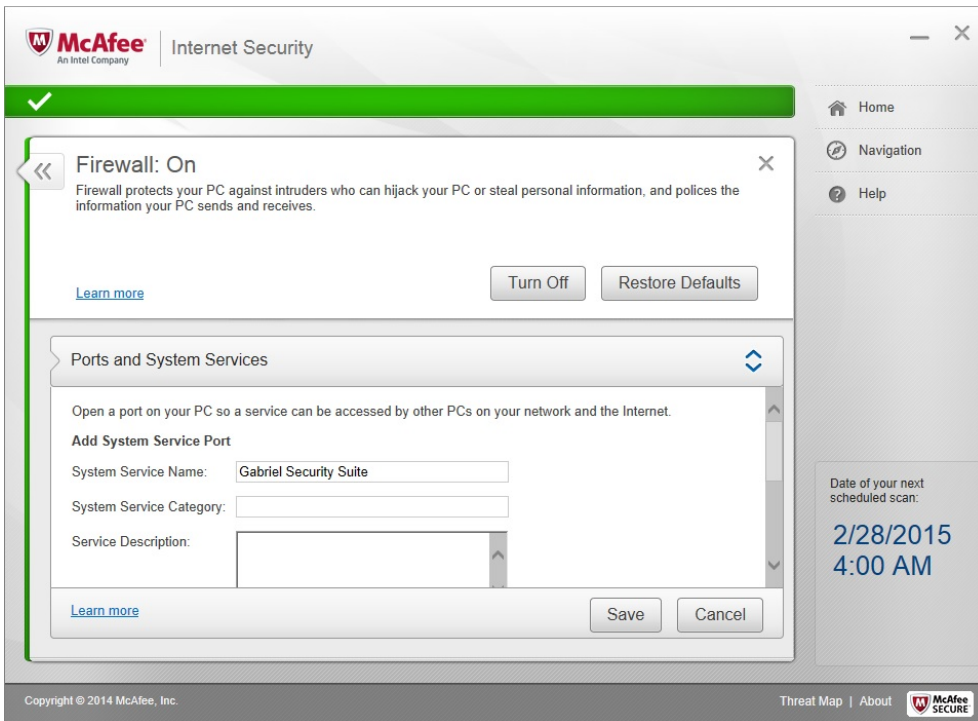 McAfee
An Intel Company
Internet Security
Home
Navigation
Help
Firewall: On
Firewall protects your PC against intruders who can hijack your PC or steal personal information, and polices the
information your PC sends and receives.
Learn more
Turn Off
Restore Defaults
Ports and System Services
Open a port on your PC so a service can be accessed by other PCs on your network and the Internet.
Add System Service Port
System Service Name: Gabriel Security Suite
System Service Category:
Service Description:
Learn more
Save
Cancel
Date of your next
scheduled scan:
2/28/2015
4:00 AM
Copyright © 2014 McAfee, Inc.
Threat Map | About
McAfee
SECURE